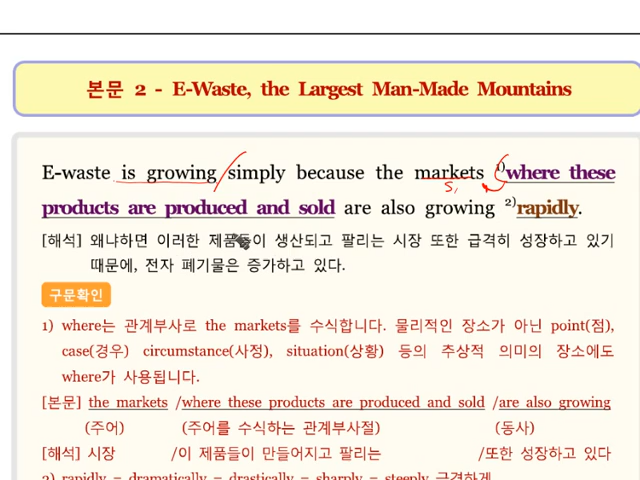 본문 2 - E-Waste, the Largest Man-Made Mountains
E-waste is growing simply because the markets 1)where these
S,
products are produced and sold are also growing 2)rapidly.
[해석] 왜냐하면 이러한 제품들이 생산되고 팔리는 시장 또한 급격히 성장하고 있기
때문에, 전자 폐기물은 증가하고 있다.
구문확인
1) where는 관계부사로 the markets를 수식합니다. 물리적인 장소가 아닌 point(점),
case(경우) circumstance(사정), situation(상황) 등의 추상적 의미의 장소에도
where가 사용됩니다.
[본문] the markets /where these products are produced and sold /are also growing
(주어) (주어를 수식하는 관계부사절) (동사)
[해석] 시장 /이 제품들이 만들어지고 팔리는 /또한 성장하고 있다
2) rapidly = dramatically = drastically = sharply = steeply 급격하게